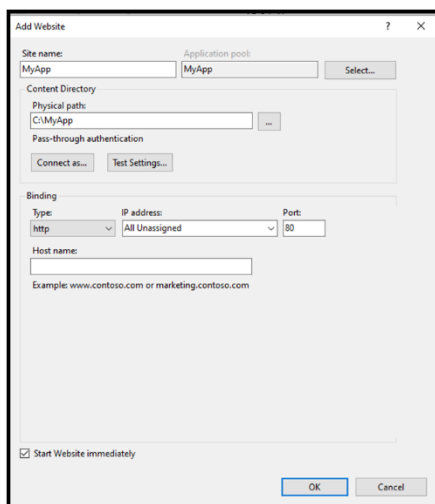 Add Website
? ×
Site name: Application pool:
MyApp MyApp Select...
Content Directory
Physical path:
C:\MyApp ...
Pass-through authentication
Connect as... Test Settings...
Binding
Type: IP address: Port:
http All Unassigned 80
Host name:
Example: www.contoso.com or marketing.contoso.com
Start Website immediately
OK Cancel